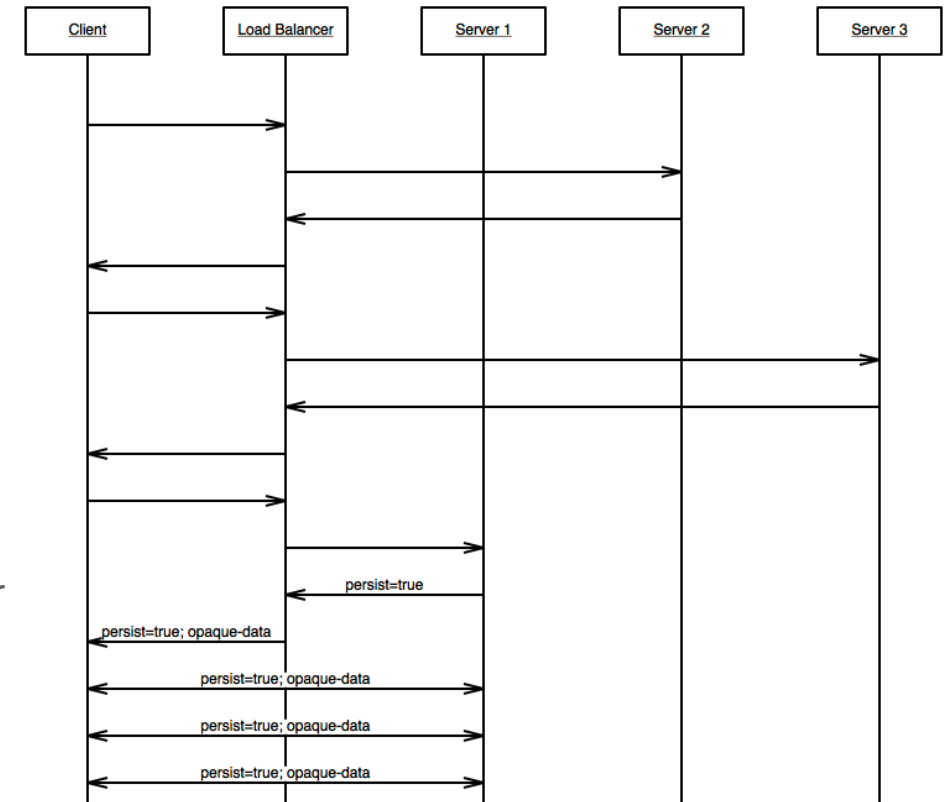 Client
Load Balancer
Server 1
Server 2
Server 3
persist=true
persist=true; opaque-data
persist=true; opaque-data
persist=true; opaque-data
persist=true; opaque-data